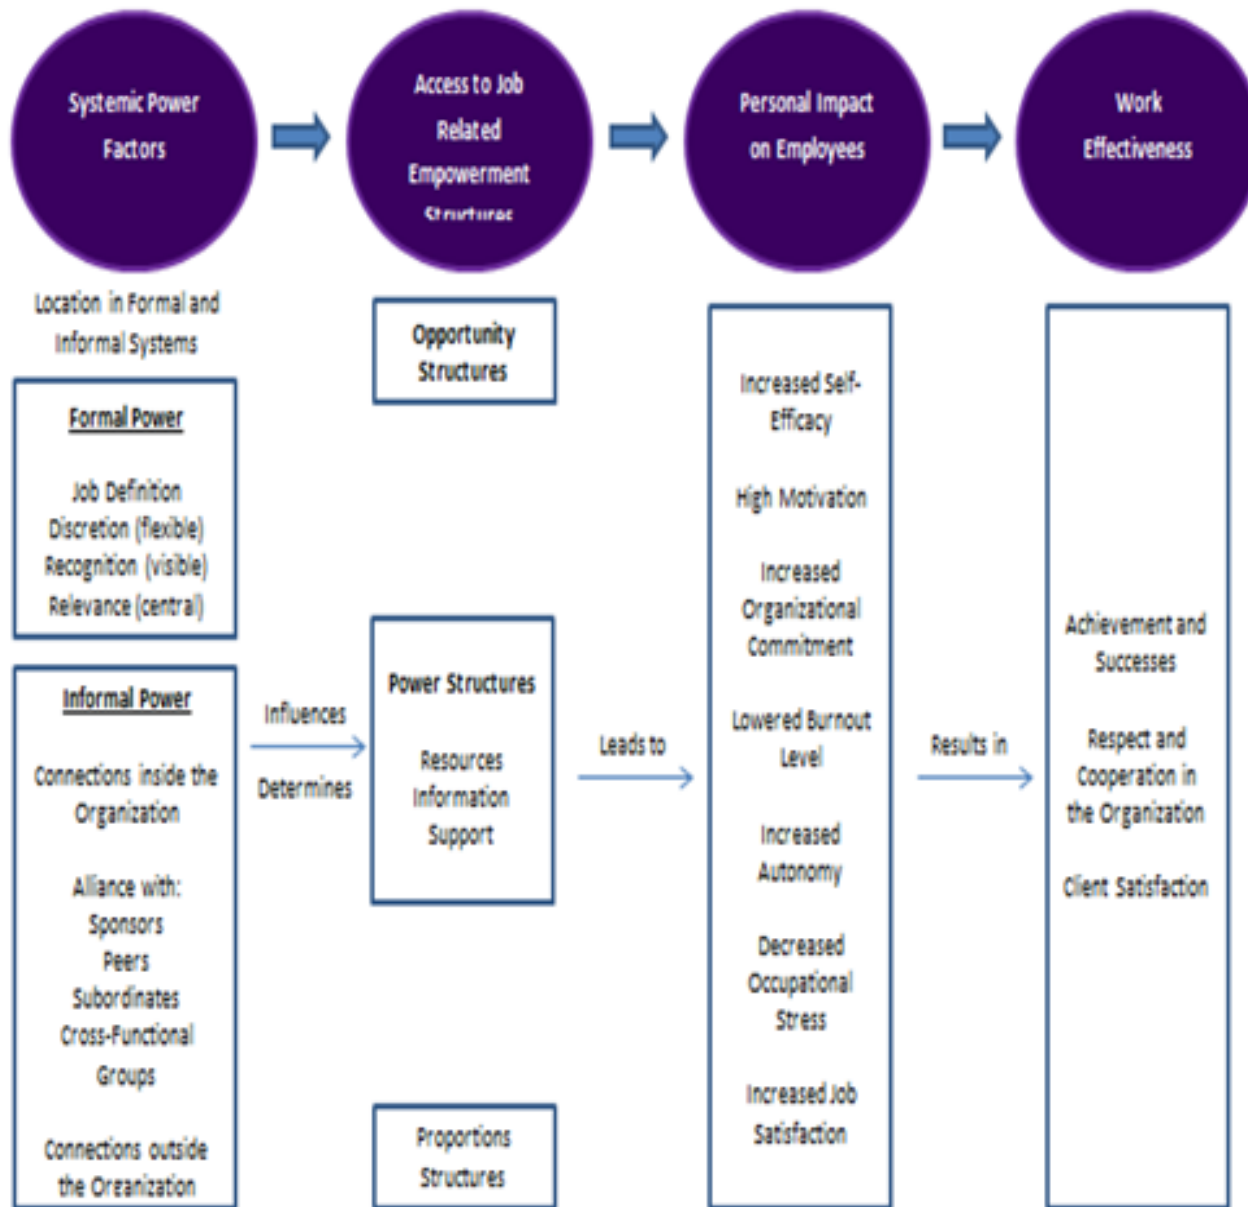 Systemic Power
Factors
Access to Job
Related
Empowerment
Structures
Personal Impact
on Employees
Work
Effectiveness
Location in Formal and
Informal Systems
Formal Power
Job Definition
Discretion (flexible)
Recognition (visible)
Relevance (central)
Informal Power
Connections inside the
Organization
Alliance with:
Sponsors
Peers
Subordinates
Cross-Functional
Groups
Connections outside
the Organization
Influences
Determines
Opportunity
Structures
Power Structures
Resources
Information
Support
Proportions
Structures
Leads to
Increased Self-
Efficacy
High Motivation
Increased
Organizational
Commitment
Lowered Burnout
Level
Increased
Autonomy
Decreased
Occupational
Stress
Increased Job
Satisfaction
Results in
Achievement and
Successes
Respect and
Cooperation in
the Organization
Client Satisfaction